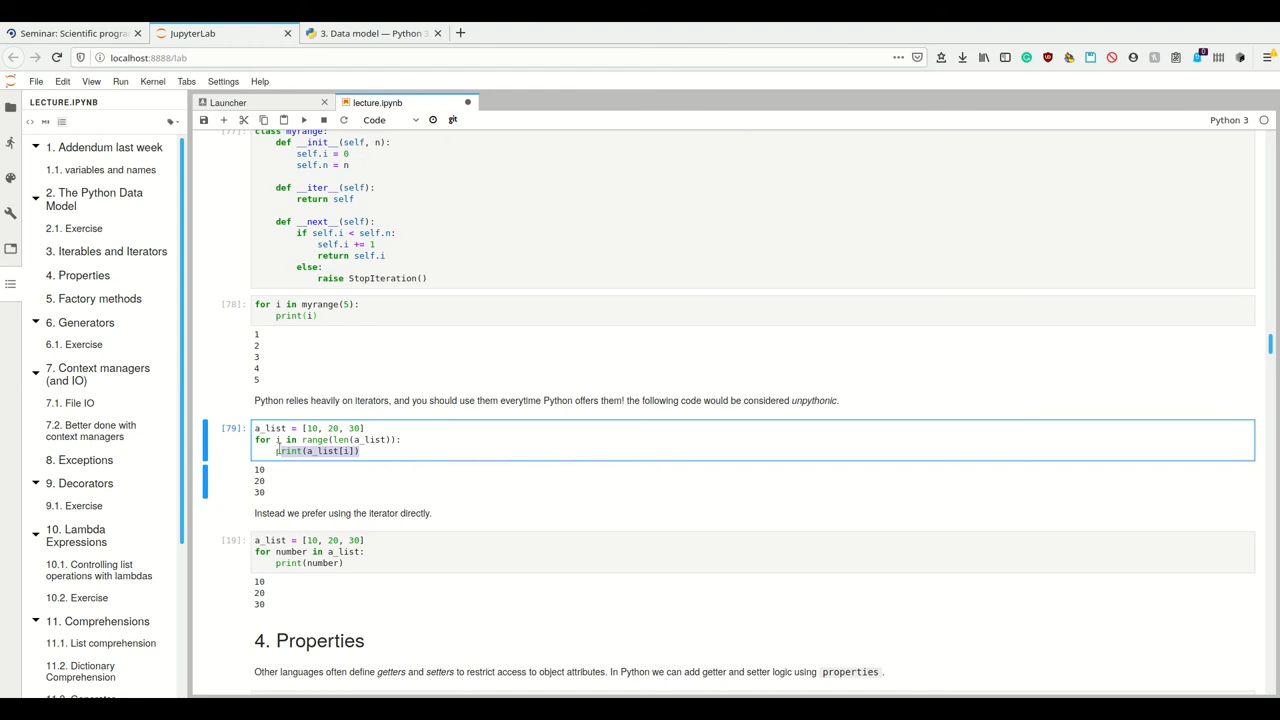 Seminar: Scientific progra
JupyterLab
3. Data model — Python 3
localhost:8888/lab
File Edit View Run Kernel Tabs Settings Help
LECTURE.IPYNB
1. Addendum last week
1.1. variables and names
2. The Python Data
Model
2.1. Exercise
3. Iterables and Iterators
4. Properties
5. Factory methods
6. Generators
6.1. Exercise
7. Context managers
(and IO)
7.1. File IO
7.2. Better done with
context managers
8. Exceptions
9. Decorators
9.1. Exercise
10. Lambda
Expressions
10.1. Controlling list
operations with lambdas
10.2. Exercise
11. Comprehensions
11.1. List comprehension
11.2. Dictionary
Comprehension
Launcher
lecture.ipynb
Code
git
Python 3
[77]: class myrange:
def __init__(self, n):
self.i = 0
self.n = n
def __iter__(self):
return self
def __next__(self):
if self.i < self.n:
self.i += 1
return self.i
else:
raise StopIteration()
[78]: for i in myrange(5):
print(i)
1
2
3
4
5
Python relies heavily on iterators, and you should use them everytime Python offers them! the following code would be considered unpythonic.
[79]: a_list = [10, 20, 30]
for i in range(len(a_list)):
print(a_list[i])
10
20
30
Instead we prefer using the iterator directly.
[19]: a_list = [10, 20, 30]
for number in a_list:
print(number)
10
20
30
4. Properties
Other languages often define getters and setters to restrict access to object attributes. In Python we can add getter and setter logic using properties.